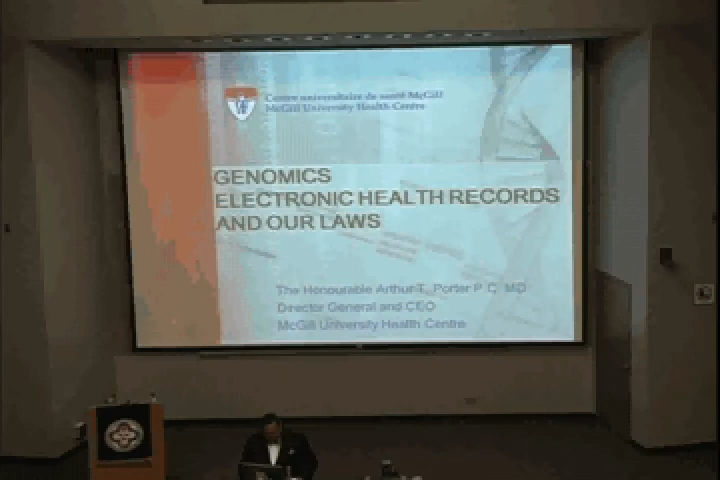 Centre universitaire de santé McGill
McGill University Health Centre
GENOMICS
ELECTRONIC HEALTH RECORDS
AND OUR LAWS
The Honourable Arthur T. Porter P.C. MD
Director General and CEO
McGill University Health Centre